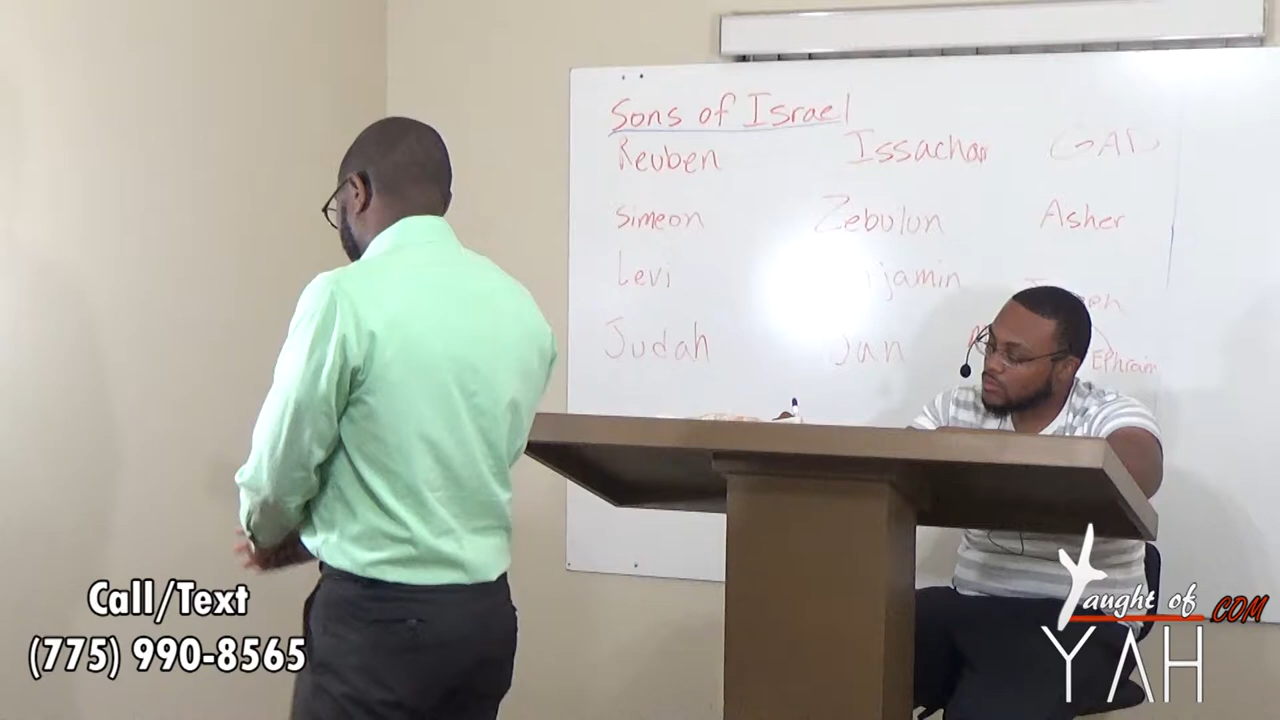 Sons of Israel
Reuben Issachar GAD
Simeon Zebulun Asher
Levi
Judah Dan
Ephraim
Call/Text
(775) 990-8565
Taught of .COM
YAH